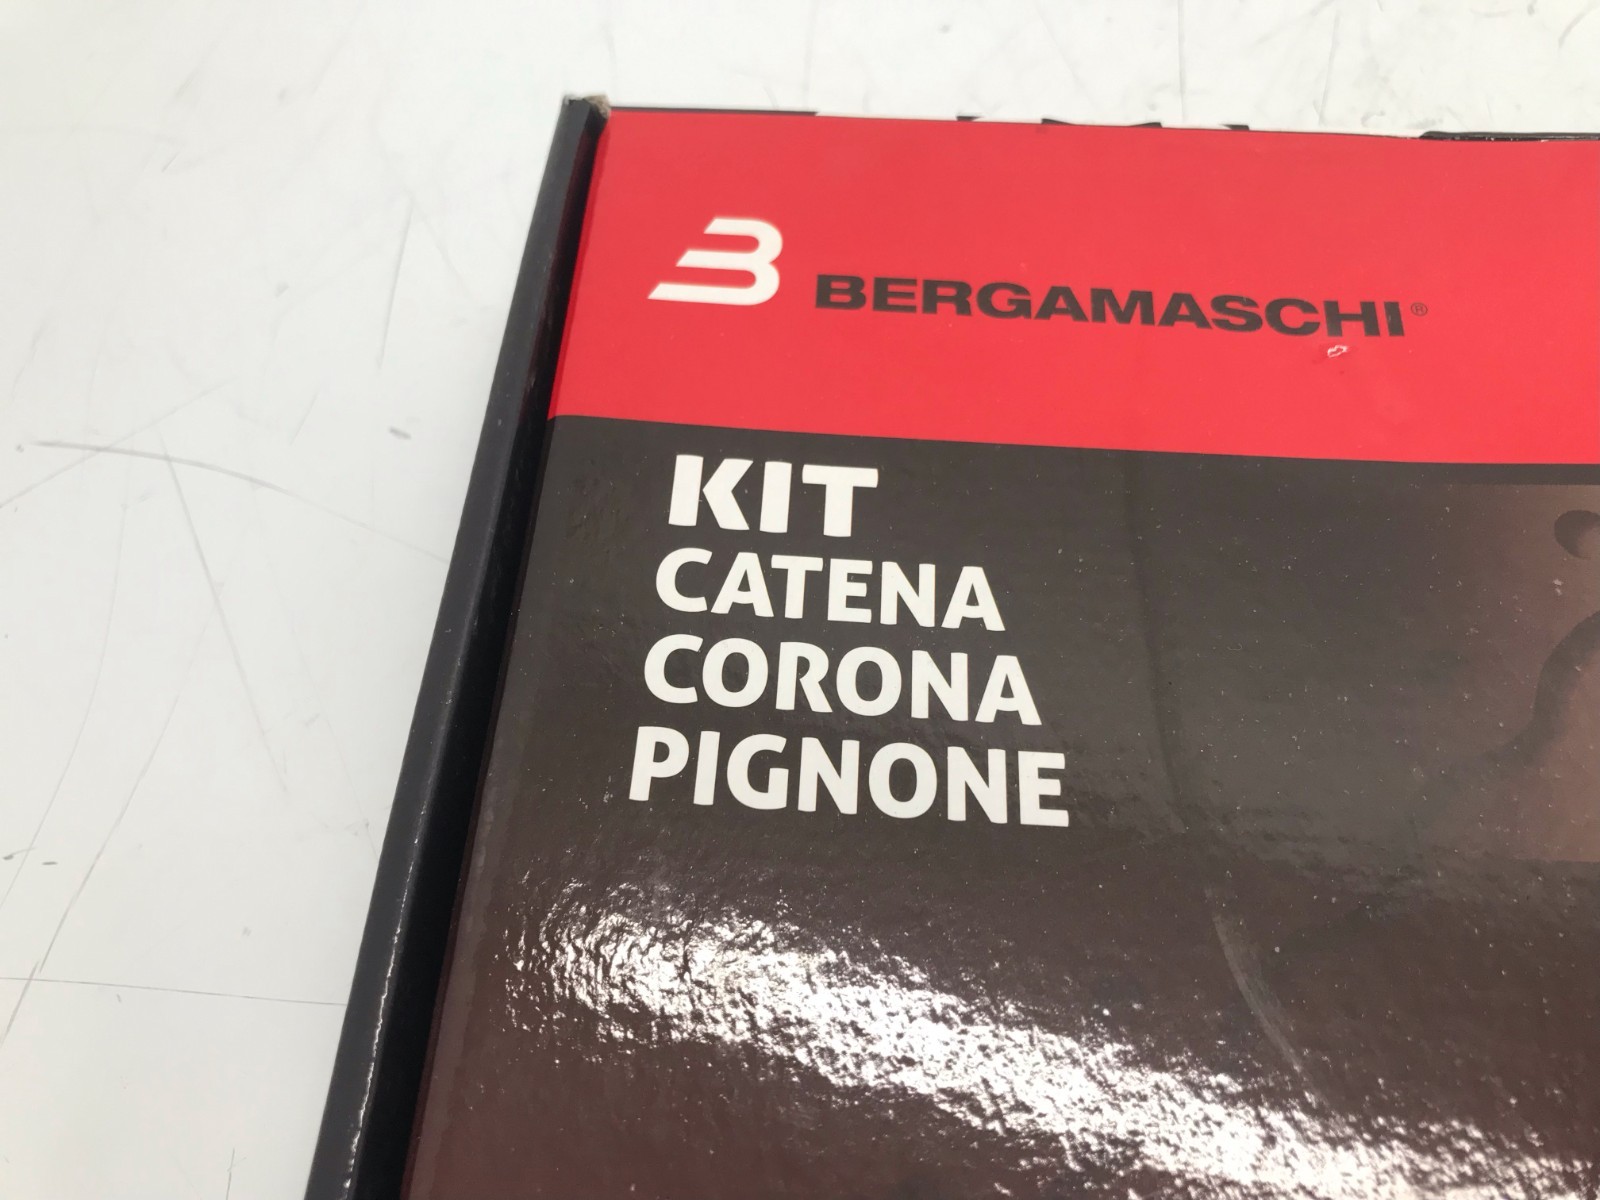 BERGAMASCHI®
KIT
CATENA
CORONA
PIGNONE